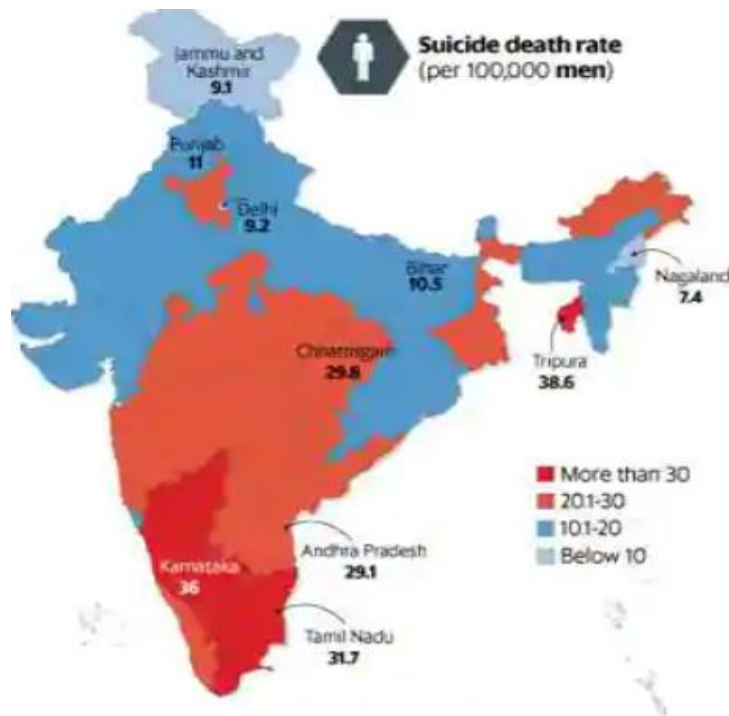 Suicide death rate
(per 100,000 men)
Jammu and
Kashmir
9.1
Punjab
11
Delhi
9.2
Bihar
10.5
Nagaland
7.4
Chhattisgarh
29.8
Tripura
38.6
More than 30
20.1-30
10.1-20
Below 10
Andhra Pradesh
29.1
Karnataka
36
Tamil Nadu
31.7